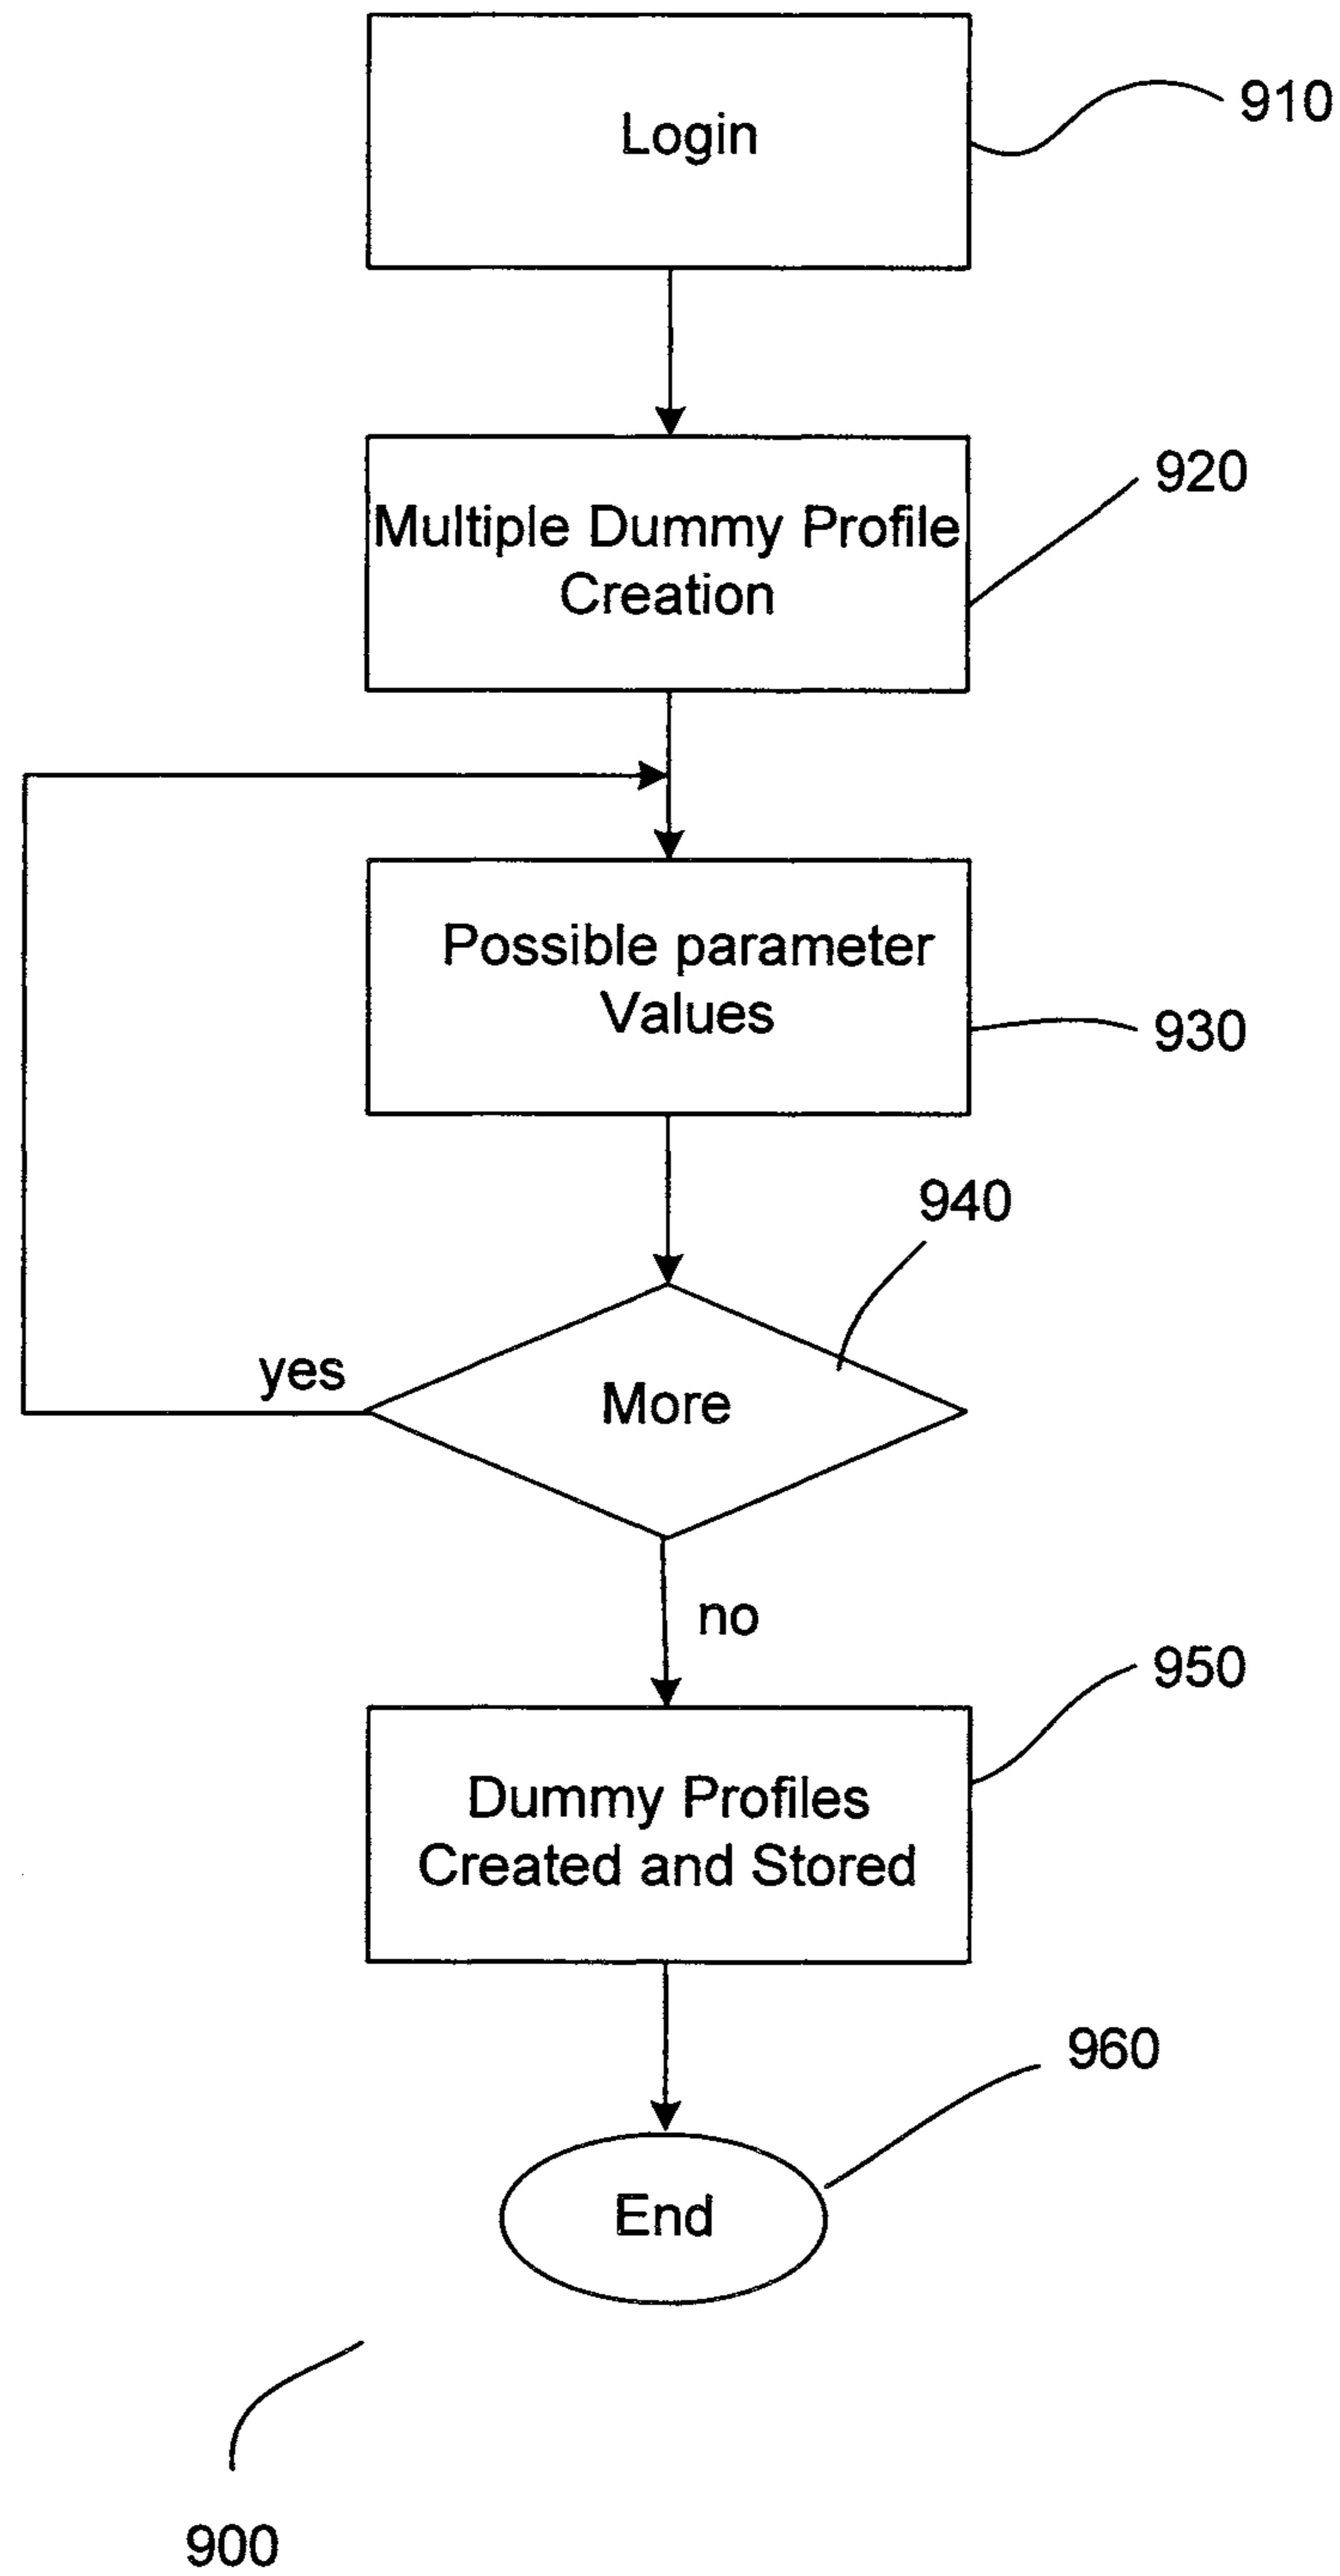 Login
910
Multiple Dummy Profile
Creation
920
Possible parameter
Values
930
940
More
yes
no
950
Dummy Profiles
Created and Stored
960
End
900